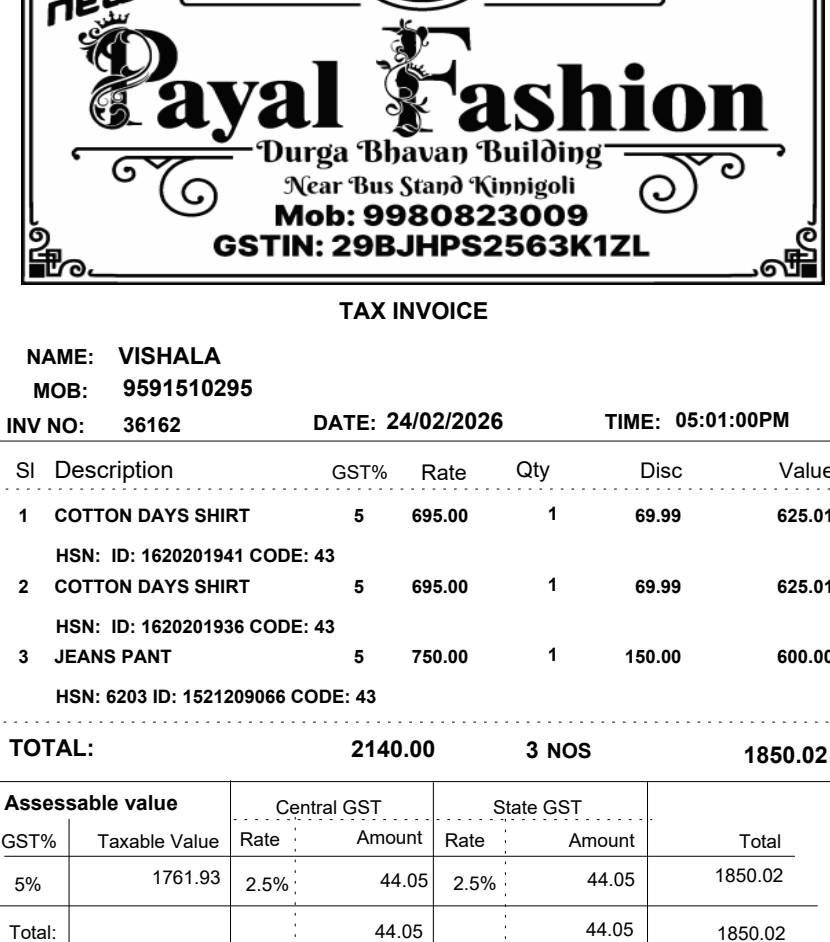 new
Payal Fashion
Durga Bhavan Building
Near Bus Stand Kinnigoli
Mob: 9980823009
GSTIN: 29BJHPS2563K1ZL
TAX INVOICE
NAME: VISHALA
MOB: 9591510295
INV NO: 36162 DATE: 24/02/2026 TIME: 05:01:00PM
Sl Description GST% Rate Qty Disc Value
1 COTTON DAYS SHIRT 5 695.00 1 69.99 625.01
HSN: ID: 1620201941 CODE: 43
2 COTTON DAYS SHIRT 5 695.00 1 69.99 625.01
HSN: ID: 1620201936 CODE: 43
3 JEANS PANT 5 750.00 1 150.00 600.00
HSN: 6203 ID: 1521209066 CODE: 43
TOTAL: 2140.00 3 NOS 1850.02
Assessable value Central GST State GST
GST% Taxable Value Rate Amount Rate Amount Total
5% 1761.93 2.5% 44.05 2.5% 44.05 1850.02
Total: 44.05 44.05 1850.02